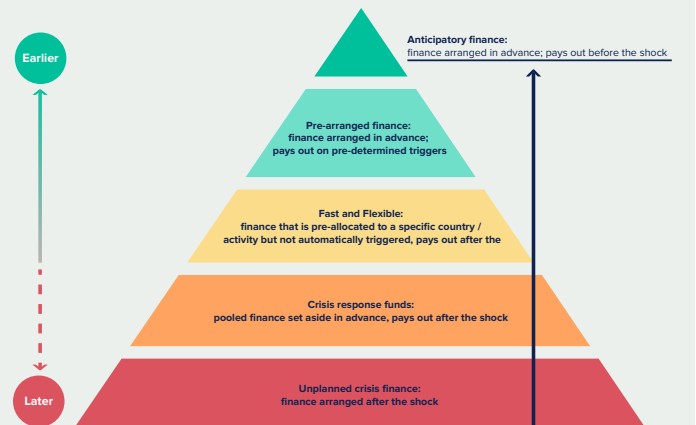 Earlier
Anticipatory finance:
finance arranged in advance; pays out before the shock
Pre-arranged finance:
finance arranged in advance;
pays out on pre-determined triggers
Fast and Flexible:
finance that is pre-allocated to a specific country /
activity but not automatically triggered, pays out after the
Crisis response funds:
pooled finance set aside in advance, pays out after the shock
Later
Unplanned crisis finance:
finance arranged after the shock